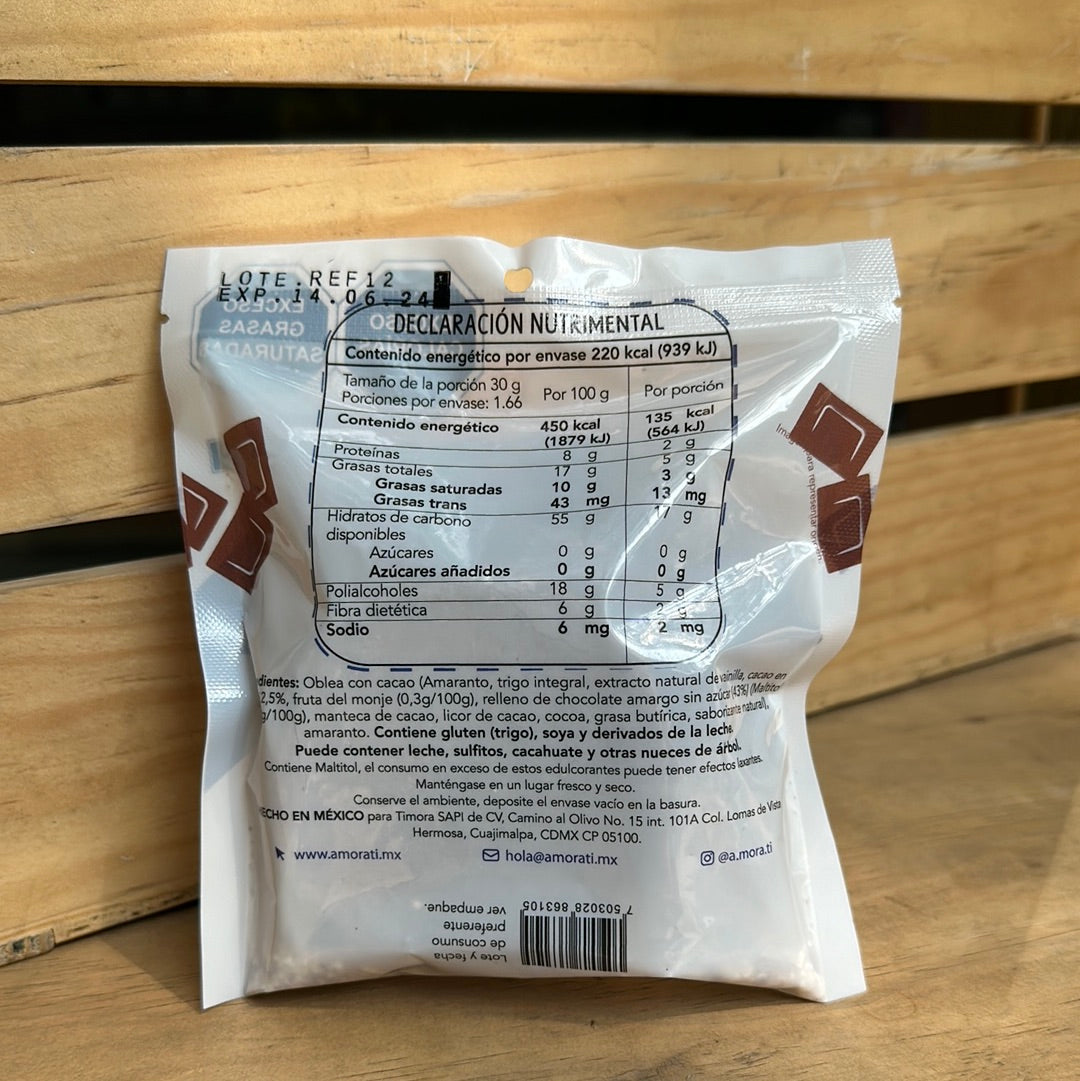 LOTE.REF12
EXP.14.06 24
EXCESO
GRASAS
SATURADAS
DECLARACIÓN NUTRIMENTAL
Contenido energético por envase 220 kcal (939 kJ)
Tamaño de la porción 30 g
Porciones por envase: 1.66 Por 100 g Por porción
Contenido energético 450 kcal 135 kcal
(1879 kJ) (564 kJ)
Proteínas 8 g 2 g
Grasas totales 17 g 5 g
Grasas saturadas 10 g 3 g
Grasas trans 43 mg 13 mg
Hidratos de carbono 55 g 17 g
disponibles
Azúcares 0 g 0 g
Azúcares añadidos 0 g 0 g
Polialcoholes 18 g 5 g
Fibra dietética 6 g 2 g
Sodio 6 mg 2 mg
dientes: Oblea con cacao (Amaranto, trigo integral, extracto natural de vainilla, cacao en
2,5%, fruta del monje (0,3g/100g), relleno de chocolate amargo sin azúcar (43%) (Maltitol
g/100g), manteca de cacao, licor de cacao, cocoa, grasa butírica, saborizante natural),
amaranto. Contiene gluten (trigo), soya y derivados de la leche.
Puede contener leche, sulfitos, cacahuate y otras nueces de árbol.
Contiene Maltitol, el consumo en exceso de estos edulcorantes puede tener efectos laxantes.
Manténgase en un lugar fresco y seco.
Conserve el ambiente, deposite el envase vacío en la basura.
ECHO EN MÉXICO para Timora SAPI de CV, Camino al Olivo No. 15 int. 101A Col. Lomas de Vista
Hermosa, Cuajimalpa, CDMX CP 05100.
www.amorati.mx hola@amorati.mx @a.mora.ti
para representar
Lote y fecha
de consumo
preferente
ver empaque.
7 503028 863105